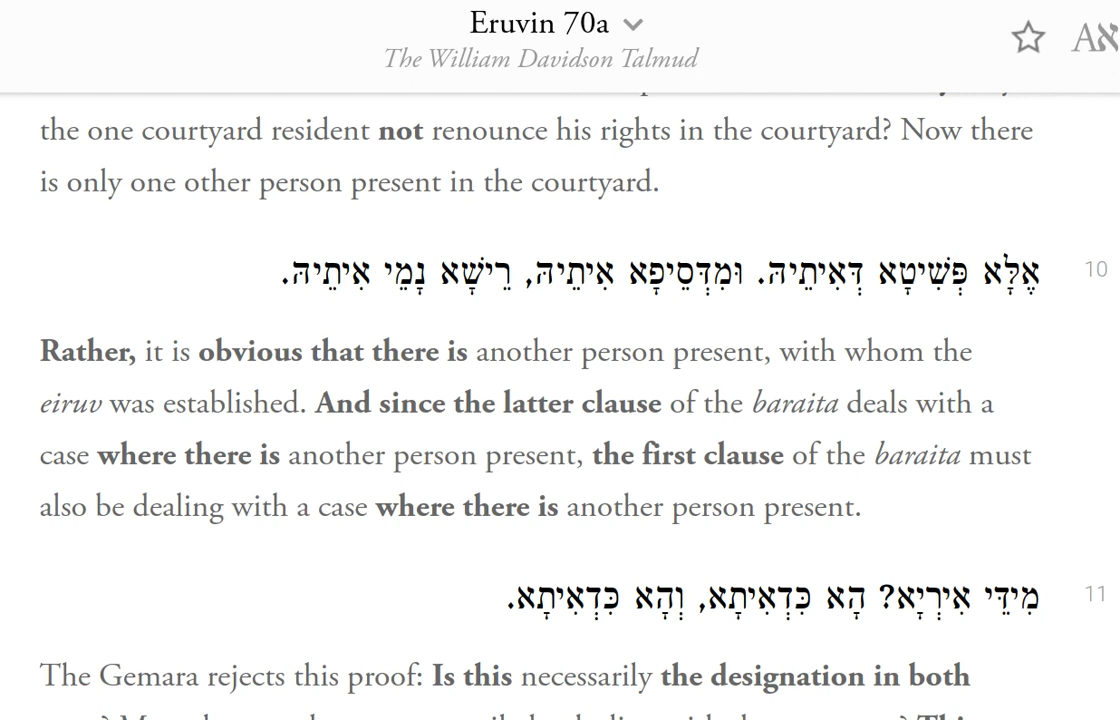 Eruvin 70a
The William Davidson Talmud
the one courtyard resident not renounce his rights in the courtyard? Now there
is only one other person present in the courtyard.
10
אֶלָּא פְּשִׁיטָא דְּאִיתֵיהּ. וּמִדְּסֵיפָא אִיתֵיהּ, רֵישָׁא נָמֵי אִיתֵיהּ.
Rather, it is obvious that there is another person present, with whom the
eiruv was established. And since the latter clause of the baraita deals with a
case where there is another person present, the first clause of the baraita must
also be dealing with a case where there is another person present.
11
מִידֵּי אִירְיָא? הָא כִּדְאִיתָא, וְהָא כִּדְאִיתָא.
The Gemara rejects this proof: Is this necessarily the designation in both